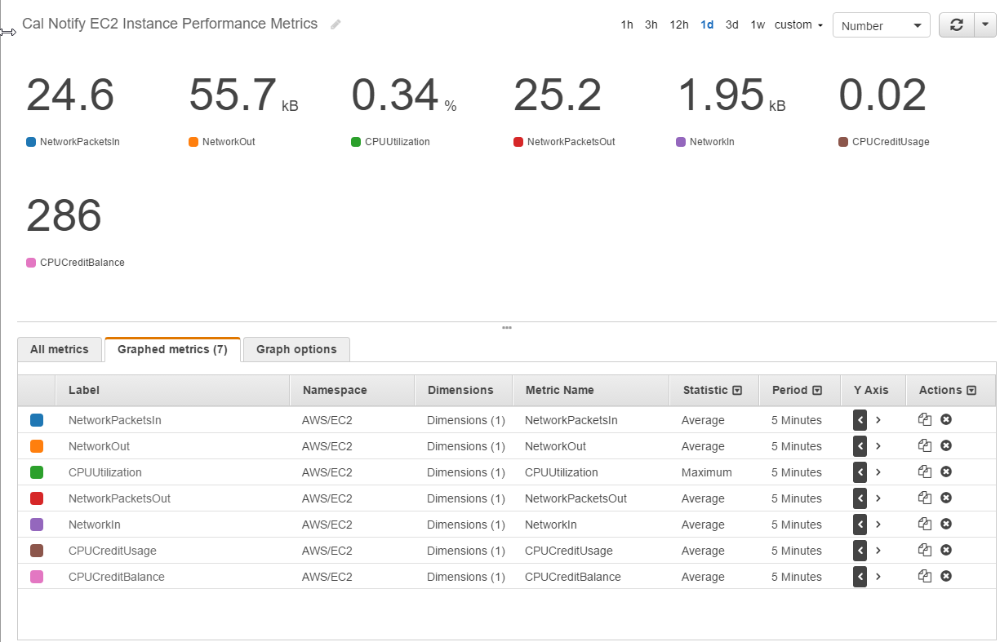 Cal Notify EC2 Instance Performance Metrics 1h 3h 12h 1d 3d 1w custom Number
24.6 55.7 kB 0.34 % 25.2 1.95 kB 0.02
NetworkPacketsIn NetworkOut CPUUtilization NetworkPacketsOut NetworkIn CPUCreditUsage
286
CPUCreditBalance
All metrics Graphed metrics (7) Graph options
Label Namespace Dimensions Metric Name Statistic Period Y Axis Actions
NetworkPacketsIn AWS/EC2 Dimensions (1) NetworkPacketsIn Average 5 Minutes < >
NetworkOut AWS/EC2 Dimensions (1) NetworkOut Average 5 Minutes < >
CPUUtilization AWS/EC2 Dimensions (1) CPUUtilization Maximum 5 Minutes < >
NetworkPacketsOut AWS/EC2 Dimensions (1) NetworkPacketsOut Average 5 Minutes < >
NetworkIn AWS/EC2 Dimensions (1) NetworkIn Average 5 Minutes < >
CPUCreditUsage AWS/EC2 Dimensions (1) CPUCreditUsage Average 5 Minutes < >
CPUCreditBalance AWS/EC2 Dimensions (1) CPUCreditBalance Average 5 Minutes < >